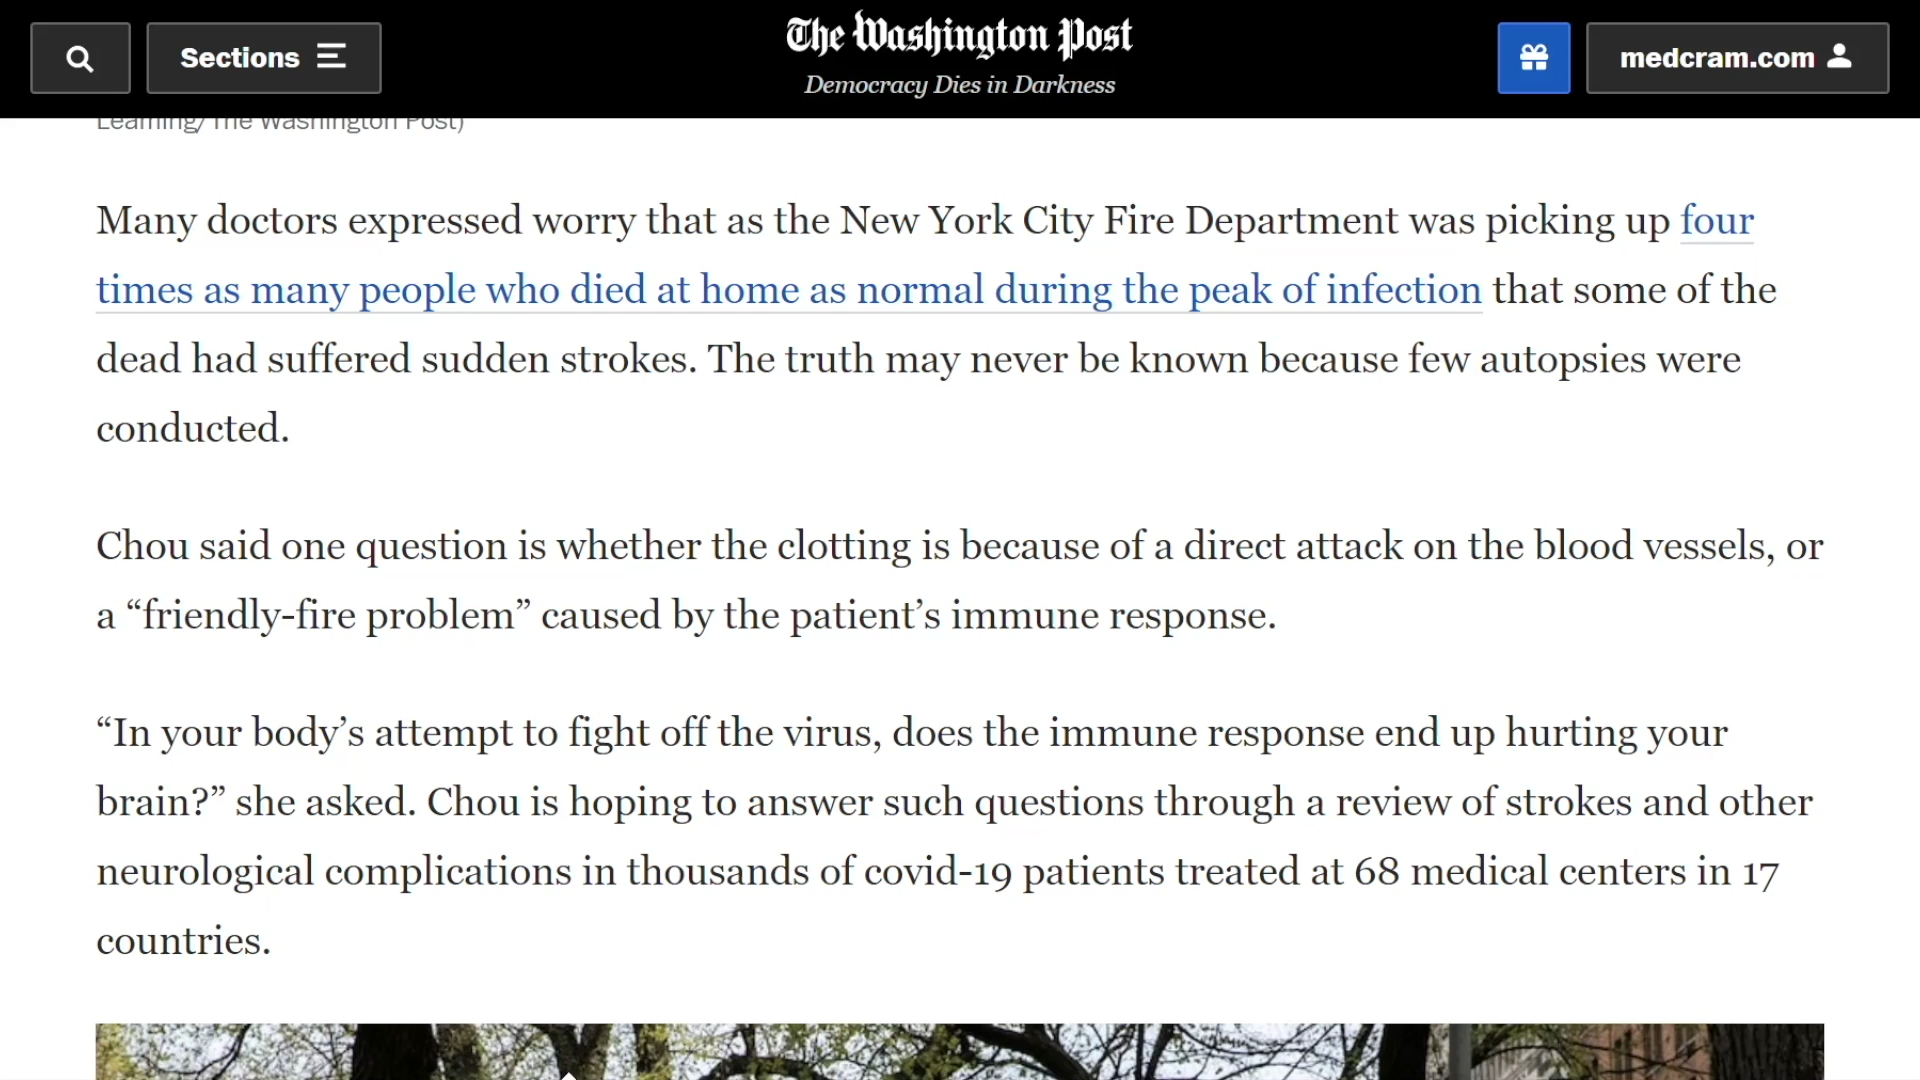 The Washington Post
Democracy Dies in Darkness
Sections
medcram.com
Learning/The Washington Post)
Many doctors expressed worry that as the New York City Fire Department was picking up four
times as many people who died at home as normal during the peak of infection that some of the
dead had suffered sudden strokes. The truth may never be known because few autopsies were
conducted.
Chou said one question is whether the clotting is because of a direct attack on the blood vessels, or
a “friendly-fire problem” caused by the patient’s immune response.
“In your body’s attempt to fight off the virus, does the immune response end up hurting your
brain?” she asked. Chou is hoping to answer such questions through a review of strokes and other
neurological complications in thousands of covid-19 patients treated at 68 medical centers in 17
countries.